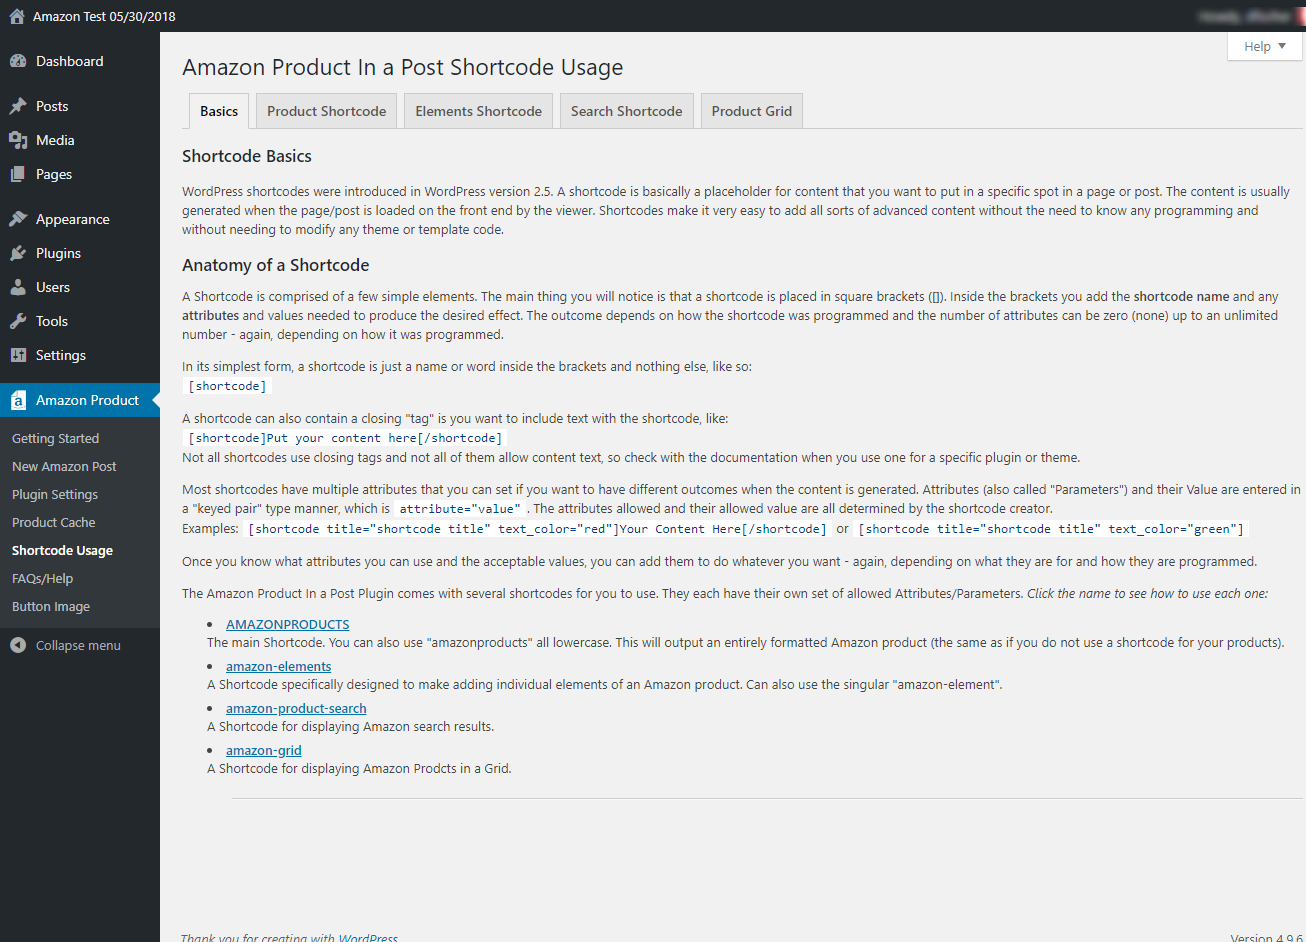 Amazon Test 05/30/2018
Help
Dashboard
Posts
Media
Pages
Appearance
Plugins
Users
Tools
Settings
Amazon Product
Getting Started
New Amazon Post
Plugin Settings
Product Cache
Shortcode Usage
FAQs/Help
Button Image
Collapse menu
Amazon Product In a Post Shortcode Usage
Basics Product Shortcode Elements Shortcode Search Shortcode Product Grid
Shortcode Basics
WordPress shortcodes were introduced in WordPress version 2.5. A shortcode is basically a placeholder for content that you want to put in a specific spot in a page or post. The content is usually
generated when the page/post is loaded on the front end by the viewer. Shortcodes make it very easy to add all sorts of advanced content without the need to know any programming and
without needing to modify any theme or template code.
Anatomy of a Shortcode
A Shortcode is comprised of a few simple elements. The main thing you will notice is that a shortcode is placed in square brackets ([]). Inside the brackets you add the shortcode name and any
attributes and values needed to produce the desired effect. The outcome depends on how the shortcode was programmed and the number of attributes can be zero (none) up to an unlimited
number - again, depending on how it was programmed.
In its simplest form, a shortcode is just a name or word inside the brackets and nothing else, like so:
[shortcode]
A shortcode can also contain a closing "tag" is you want to include text with the shortcode, like:
[shortcode]Put your content here[/shortcode]
Not all shortcodes use closing tags and not all of them allow content text, so check with the documentation when you use one for a specific plugin or theme.
Most shortcodes have multiple attributes that you can set if you want to have different outcomes when the content is generated. Attributes (also called "Parameters") and their Value are entered in
a "keyed pair" type manner, which is attribute="value" . The attributes allowed and their allowed value are all determined by the shortcode creator.
Examples: [shortcode title="shortcode title" text_color="red"]Your Content Here[/shortcode] or [shortcode title="shortcode title" text_color="green"]
Once you know what attributes you can use and the acceptable values, you can add them to do whatever you want - again, depending on what they are for and how they are programmed.
The Amazon Product In a Post Plugin comes with several shortcodes for you to use. They each have their own set of allowed Attributes/Parameters. Click the name to see how to use each one:
• AMAZONPRODUCTS
The main Shortcode. You can also use "amazonproducts" all lowercase. This will output an entirely formatted Amazon product (the same as if you do not use a shortcode for your products).
• amazon-elements
A Shortcode specifically designed to make adding individual elements of an Amazon product. Can also use the singular "amazon-element".
• amazon-product-search
A Shortcode for displaying Amazon search results.
• amazon-grid
A Shortcode for displaying Amazon Prodcts in a Grid.
Thank you for creating with WordPress
Version 4.9.6